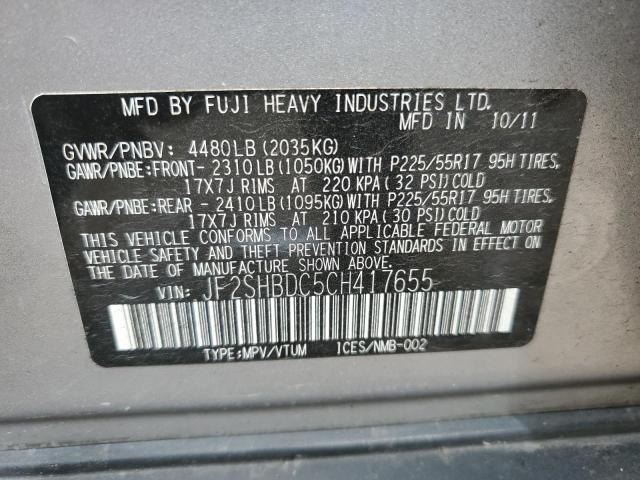 MFD BY FUJI HEAVY INDUSTRIES LTD.
MFD IN 10/11
GVWR/PNBV: 4480LB (2035KG)
GAWR/PNBE:FRONT- 2310LB(1050KG)WITH P225/55R17 95H TIRES,
17X7J RIMS AT 220 KPA (32 PSI)COLD
GAWR/PNBE:REAR - 2410LB(1095KG)WITH P225/55R17 95H TIRES,
17X7J RIMS AT 210 KPA (30 PSI)COLD
THIS VEHICLE CONFORMS TO ALL APPLICABLE FEDERAL MOTOR
VEHICLE SAFETY AND THEFT PREVENTION STANDARDS IN EFFECT ON
THE DATE OF MANUFACTURE SHOWN ABOVE.
VIN: JF2SHBDC5CH417655
TYPE:MPV/VTUM ICES/NMB-002